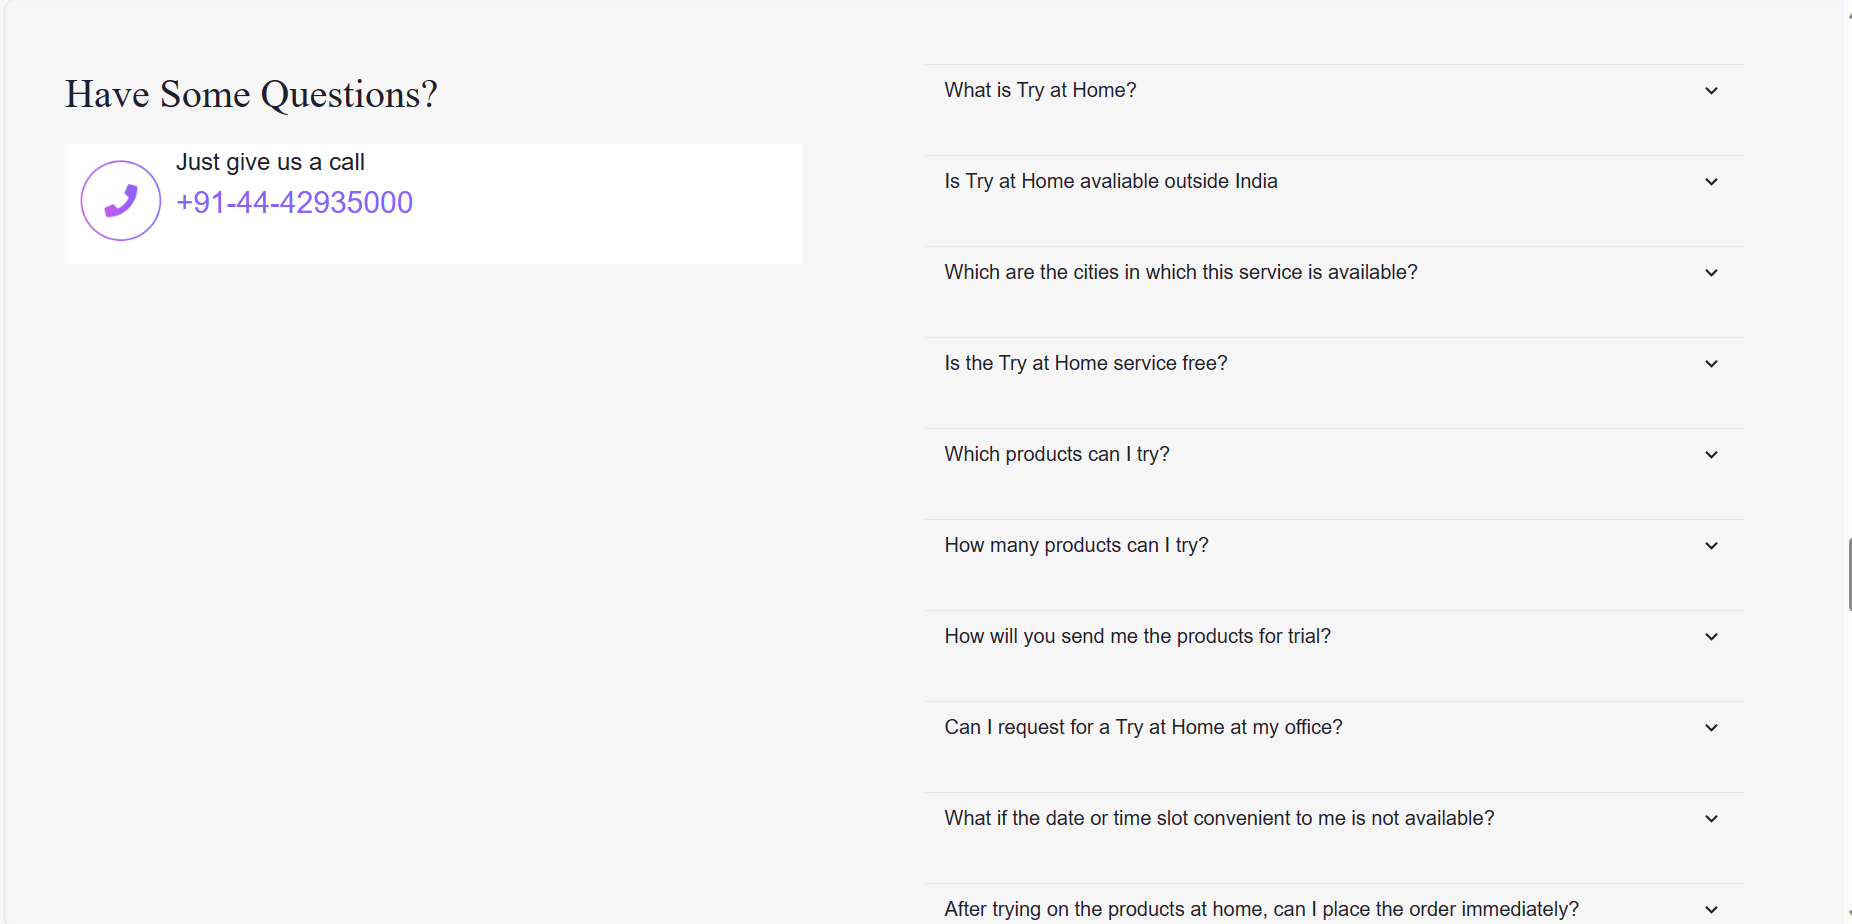 Have Some Questions?
Just give us a call
+91-44-42935000
What is Try at Home?
Is Try at Home avaliable outside India
Which are the cities in which this service is available?
Is the Try at Home service free?
Which products can I try?
How many products can I try?
How will you send me the products for trial?
Can I request for a Try at Home at my office?
What if the date or time slot convenient to me is not available?
After trying on the products at home, can I place the order immediately?